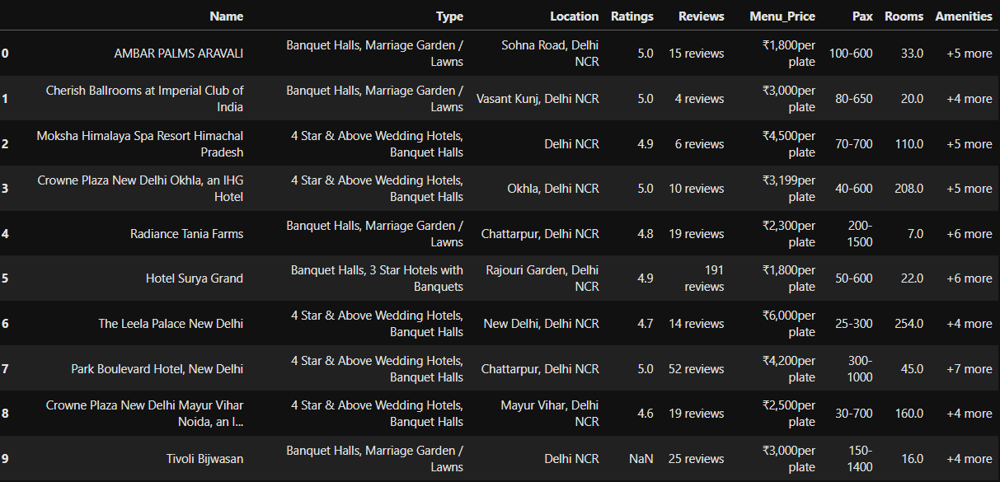 Name Type Location Ratings Reviews Menu_Price Pax Rooms Amenities
0 AMBAR PALMS ARAVALI Banquet Halls, Marriage Garden / Lawns Sohna Road, Delhi NCR 5.0 15 reviews ₹1,800per plate 100-600 33.0 +5 more
1 Cherish Ballrooms at Imperial Club of India Banquet Halls, Marriage Garden / Lawns Vasant Kunj, Delhi NCR 5.0 4 reviews ₹3,000per plate 80-650 20.0 +4 more
2 Moksha Himalaya Spa Resort Himachal Pradesh 4 Star & Above Wedding Hotels, Banquet Halls Delhi NCR 4.9 6 reviews ₹4,500per plate 70-700 110.0 +5 more
3 Crowne Plaza New Delhi Okhla, an IHG Hotel 4 Star & Above Wedding Hotels, Banquet Halls Okhla, Delhi NCR 5.0 10 reviews ₹3,199per plate 40-600 208.0 +5 more
4 Radiance Tania Farms Banquet Halls, Marriage Garden / Lawns Chattarpur, Delhi NCR 4.8 19 reviews ₹2,300per plate 200-1500 7.0 +6 more
5 Hotel Surya Grand Banquet Halls, 3 Star Hotels with Banquets Rajouri Garden, Delhi NCR 4.9 191 reviews ₹1,800per plate 50-600 22.0 +6 more
6 The Leela Palace New Delhi 4 Star & Above Wedding Hotels, Banquet Halls New Delhi, Delhi NCR 4.7 14 reviews ₹6,000per plate 25-300 254.0 +4 more
7 Park Boulevard Hotel, New Delhi 4 Star & Above Wedding Hotels, Banquet Halls Chattarpur, Delhi NCR 5.0 52 reviews ₹4,200per plate 300-1000 45.0 +7 more
8 Crowne Plaza New Delhi Mayur Vihar Noida, an I... 4 Star & Above Wedding Hotels, Banquet Halls Mayur Vihar, Delhi NCR 4.6 19 reviews ₹2,500per plate 30-700 160.0 +4 more
9 Tivoli Bijwasan Banquet Halls, Marriage Garden / Lawns Delhi NCR NaN 25 reviews ₹3,000per plate 150-1400 16.0 +4 more